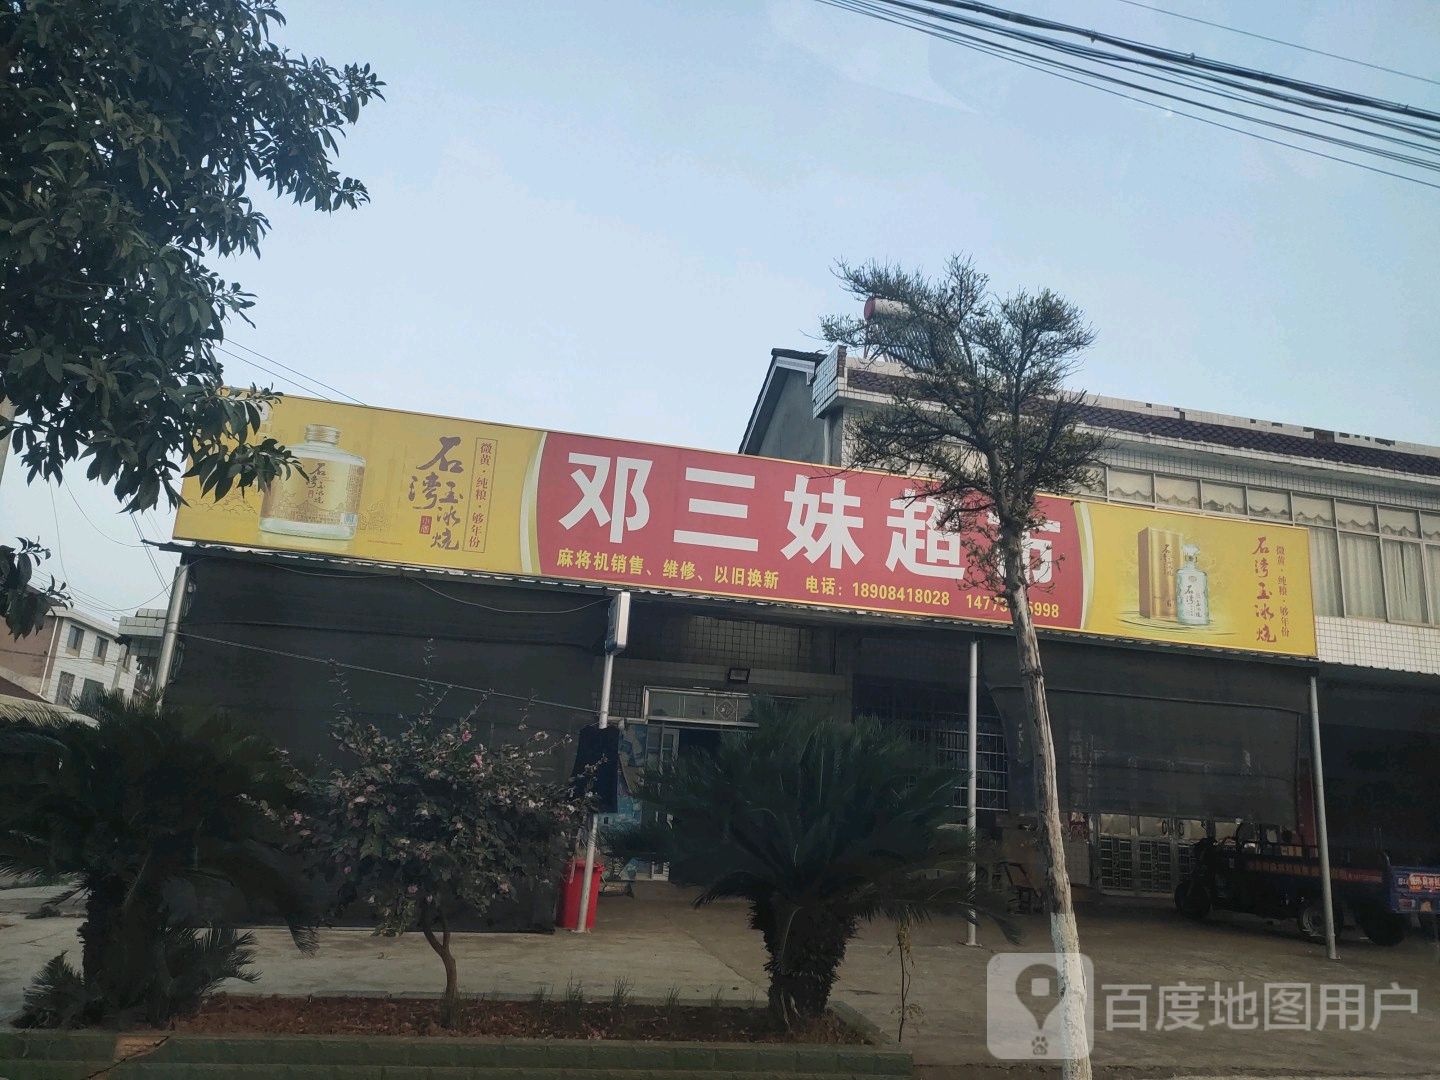 石湾玉冰烧
微黄·纯粮·够年份
邓三妹超市
麻将机销售、维修、以旧换新 电话：18908418028
石湾玉冰烧
微黄·纯粮·够年份
百度地图用户